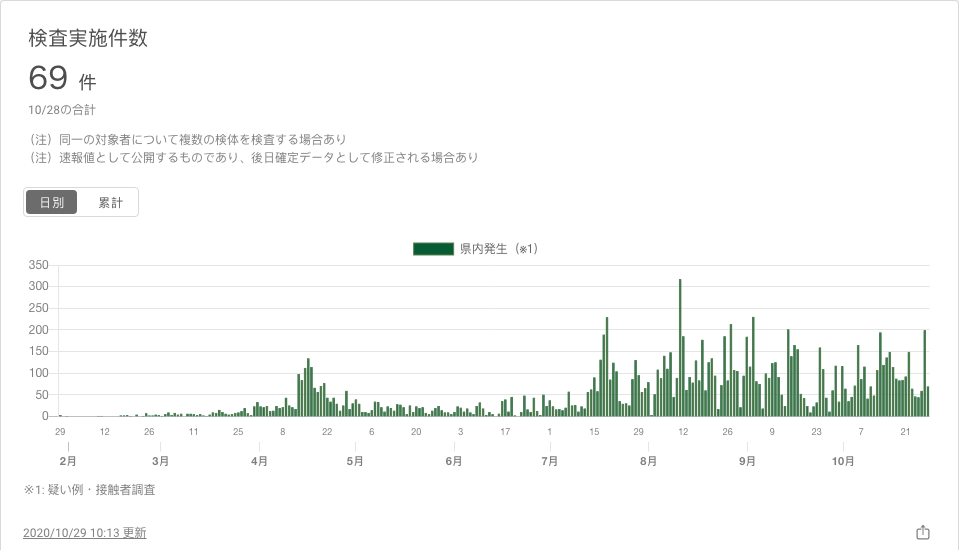 検査実施件数
69 件
10/28の合計
（注）同一の対象者について複数の検体を検査する場合あり
（注）速報値として公開するものであり、後日確定データとして修正される場合あり
日別 累計
県内発生（※1）
350
300
250
200
150
100
50
0
29 12 26 11 25 8 22 6 20 3 17 1 15 29 12 26 9 23 7 21
2月 3月 4月 5月 6月 7月 8月 9月 10月
※1: 疑い例・接触者調査
2020/10/29 10:13 更新